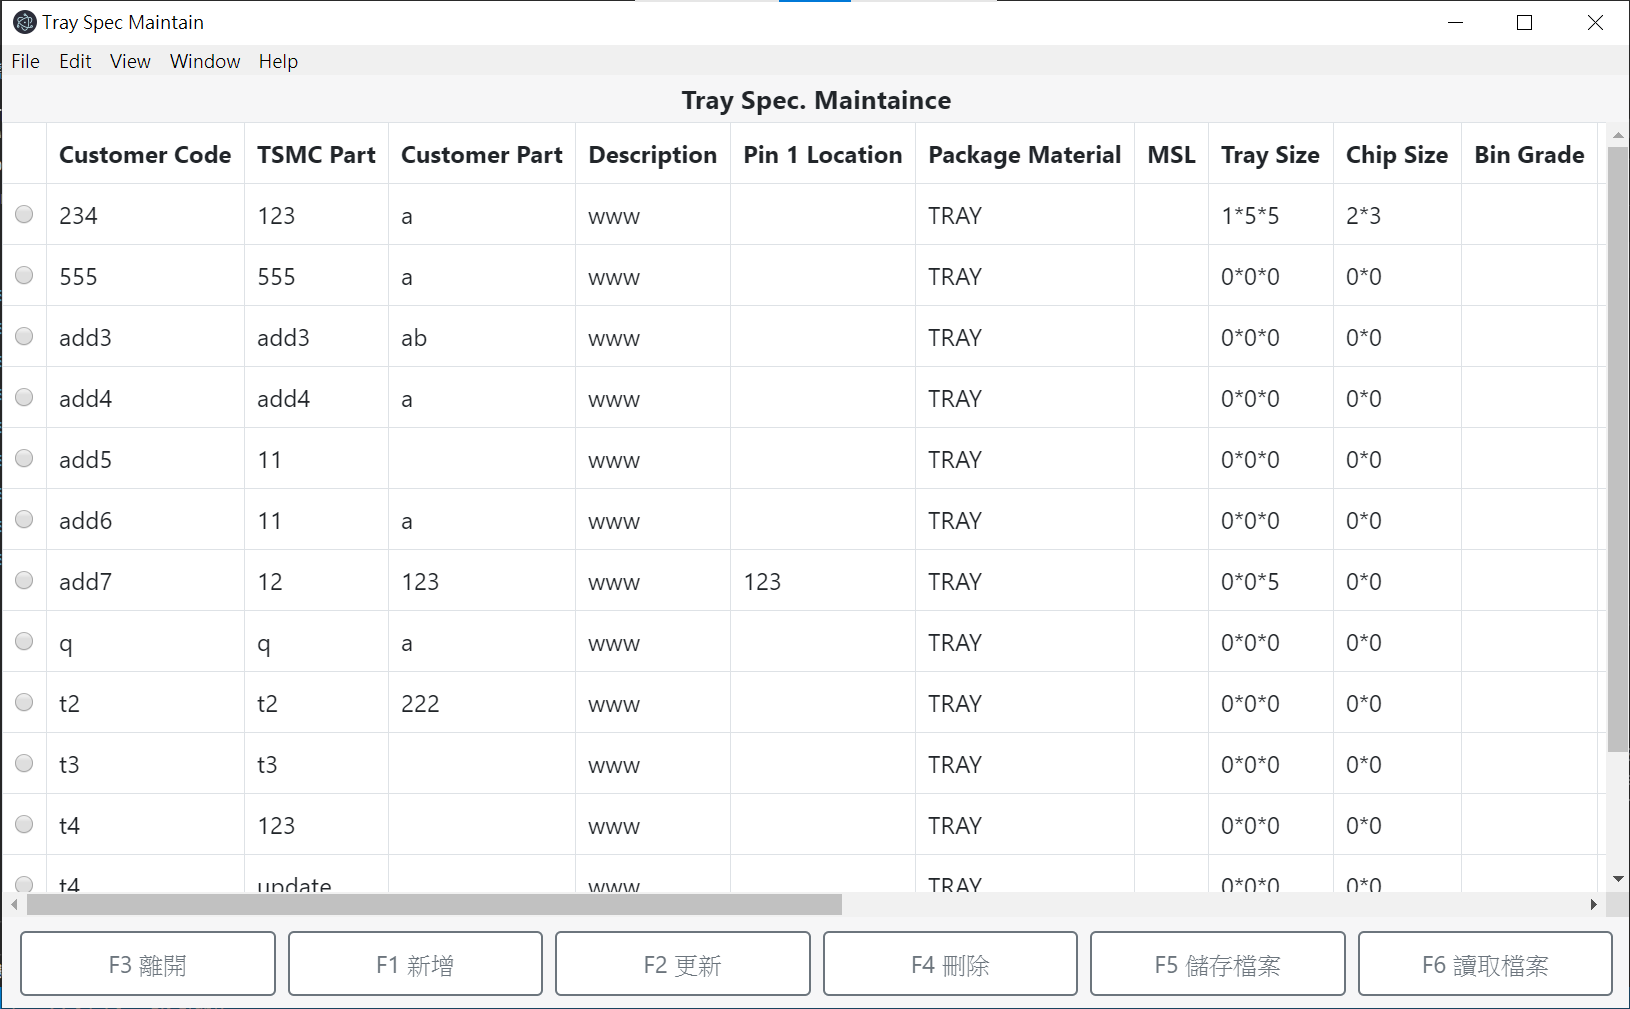 Tray Spec Maintain
File Edit View Window Help
Tray Spec. Maintaince
Customer Code TSMC Part Customer Part Description Pin 1 Location Package Material MSL Tray Size Chip Size Bin Grade
234 123 a www TRAY 1*5*5 2*3
555 555 a www TRAY 0*0*0 0*0
add3 add3 ab www TRAY 0*0*0 0*0
add4 add4 a www TRAY 0*0*0 0*0
add5 11 www TRAY 0*0*0 0*0
add6 11 a www TRAY 0*0*0 0*0
add7 12 123 www 123 TRAY 0*0*5 0*0
q q a www TRAY 0*0*0 0*0
t2 t2 222 www TRAY 0*0*0 0*0
t3 t3 www TRAY 0*0*0 0*0
t4 123 www TRAY 0*0*0 0*0
t4 update www TRAY 0*0*0 0*0
F3 離開 F1 新增 F2 更新 F4 刪除 F5 儲存檔案 F6 讀取檔案